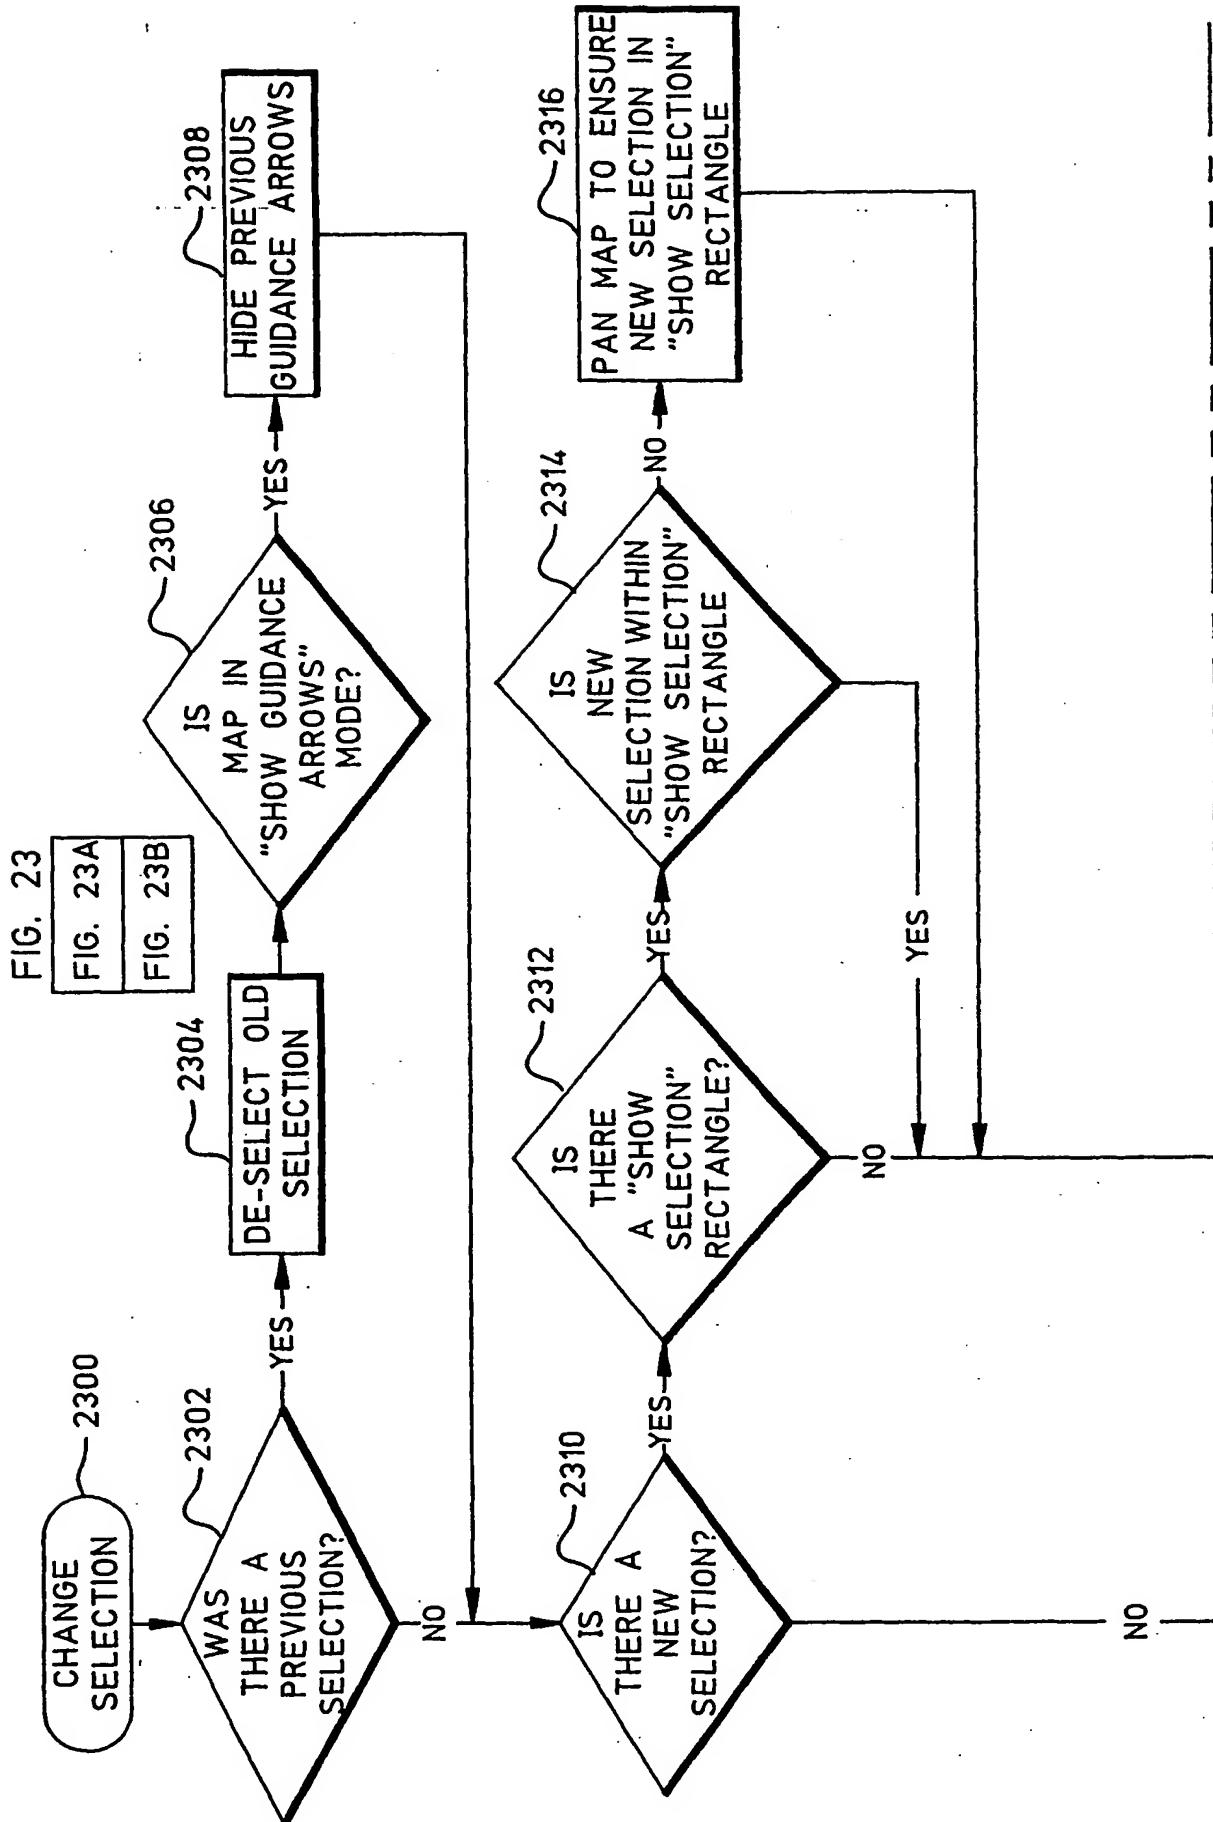 FIG. 23
FIG. 23A
FIG. 23B
CHANGE
SELECTION
2300
WAS
THERE A
PREVIOUS
SELECTION?
2302
YES
NO
DE-SELECT OLD
SELECTION
2304
IS
MAP IN
"SHOW GUIDANCE
ARROWS"
MODE?
2306
YES
HIDE PREVIOUS
GUIDANCE ARROWS
2308
IS
THERE A
NEW
SELECTION?
2310
YES
NO
IS
THERE
A "SHOW
SELECTION"
RECTANGLE?
2312
YES
NO
IS
NEW
SELECTION WITHIN
"SHOW SELECTION"
RECTANGLE
2314
NO
YES
PAN MAP TO ENSURE
NEW SELECTION IN
"SHOW SELECTION"
RECTANGLE
2316